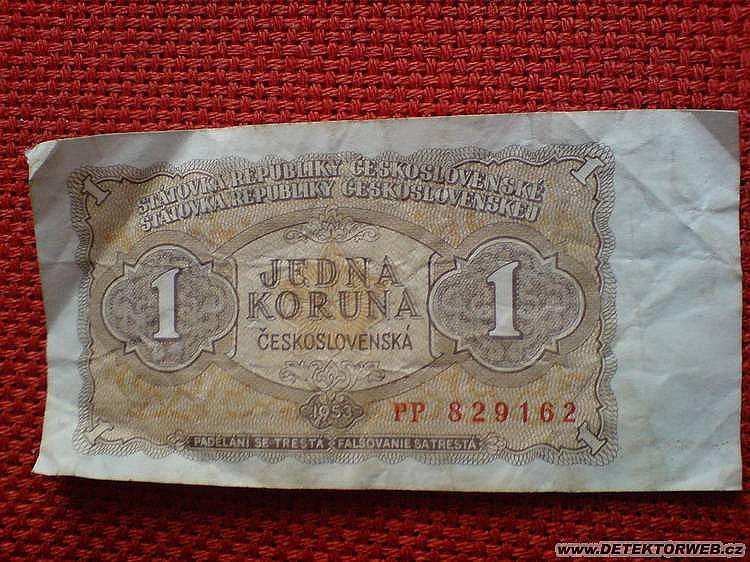 1 1
STÁTOVKA REPUBLIKY ČESKOSLOVENSKÉ
ŠTÁTOVKA REPUBLIKY ČESKOSLOVENSKEJ
1 JEDNA 1
KORUNA
ČESKOSLOVENSKÁ
1953 PP 829162
1 1
PADĚLÁNÍ SE TRESTÁ FALŠOVANIE SA TRESTÁ
www.DETEKTORWEB.cz